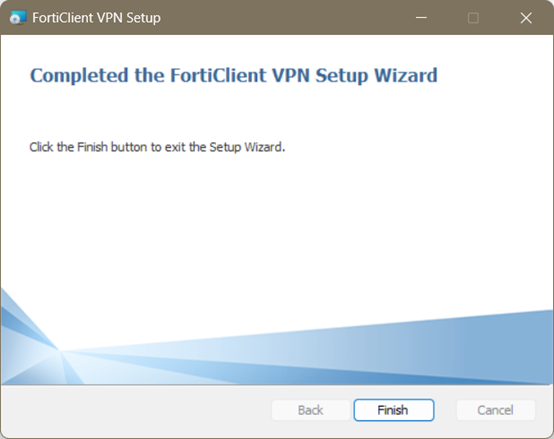 FortiClient VPN Setup
Completed the FortiClient VPN Setup Wizard
Click the Finish button to exit the Setup Wizard.
Back
Finish
Cancel